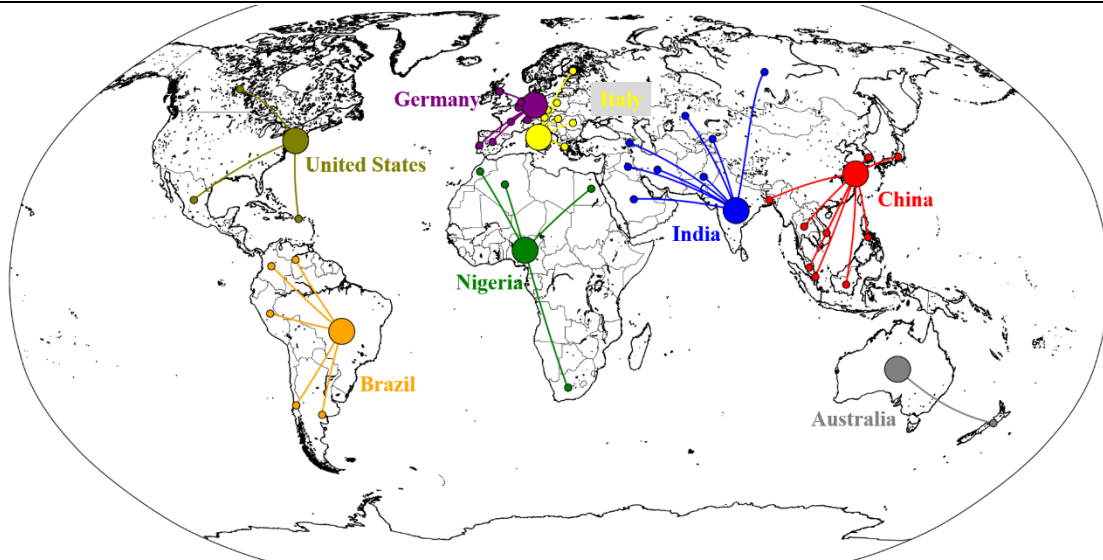 Germany
Italy
United States
China
India
Nigeria
Brazil
Australia